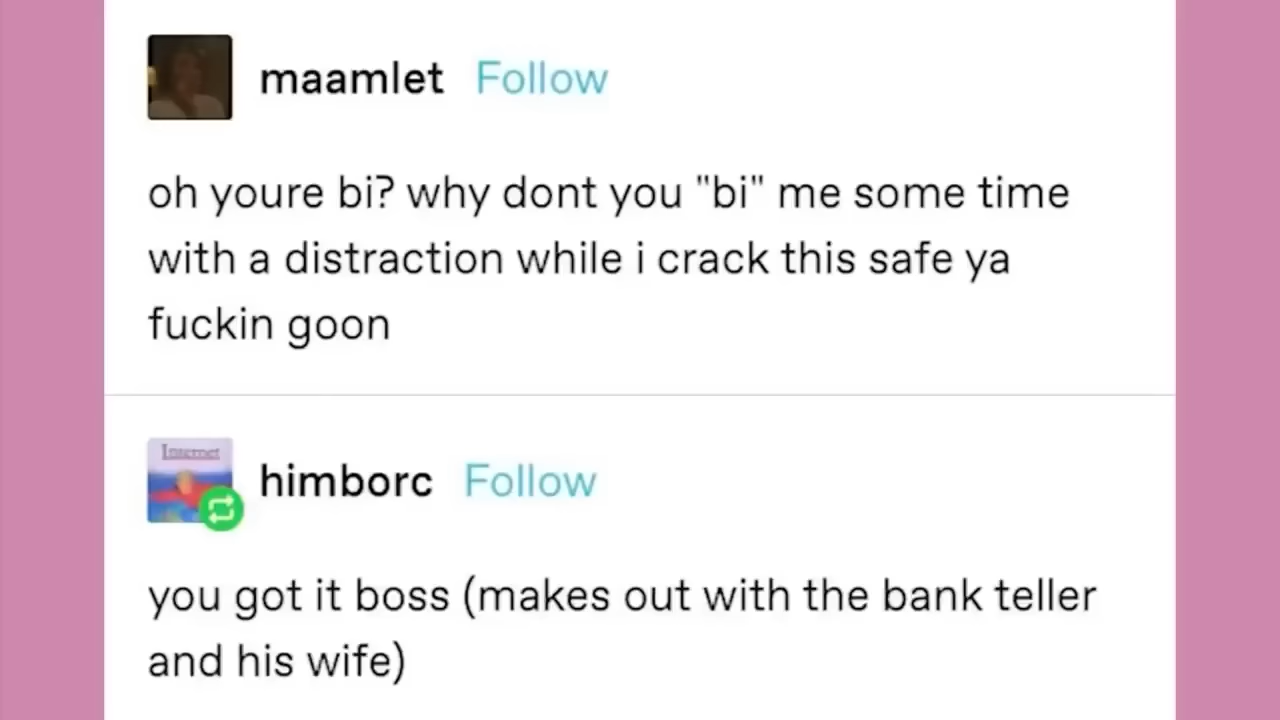 maamlet Follow
oh youre bi? why dont you "bi" me some time
with a distraction while i crack this safe ya
fuckin goon
Internet
himborc Follow
you got it boss (makes out with the bank teller
and his wife)